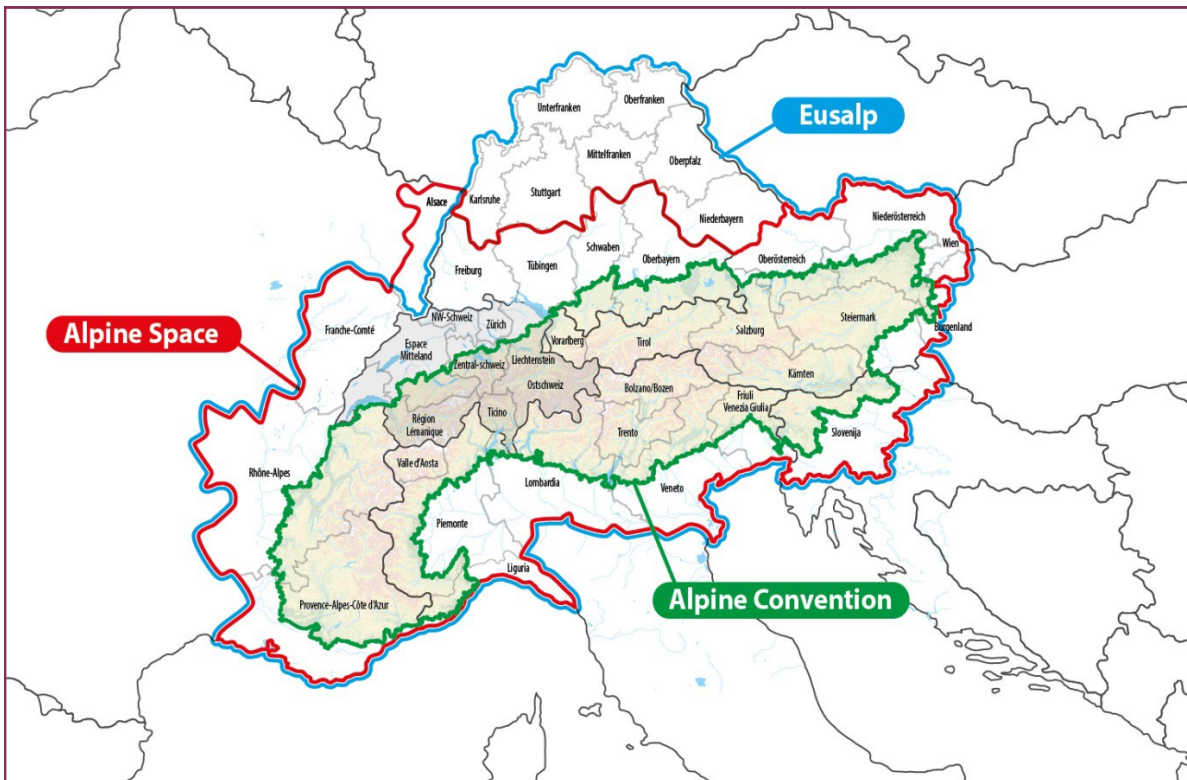 Unterfranken
Oberfranken
Eusalp
Mittelfranken
Oberpfalz
Alsace
Karlsruhe
Stuttgart
Niederbayern
Niederösterreich
Wien
Schwaben
Oberbayern
Oberösterreich
Freiburg
Tübingen
Alpine Space
Franche-Comté
NW-Schweiz
Zürich
Espace
Mitteland
Vorarlberg
Tirol
Salzburg
Steiermark
Burgenland
Zentral-schweiz
Liechtenstein
Ostschweiz
Bolzano/Bozen
Kärnten
Friuli
Venezia Giulia
Région
Lémanique
Ticino
Trento
Slovenija
Rhône-Alpes
Valle d'Aosta
Lombardia
Veneto
Piemonte
Liguria
Alpine Convention
Provence-Alpes-Côte d'Azur